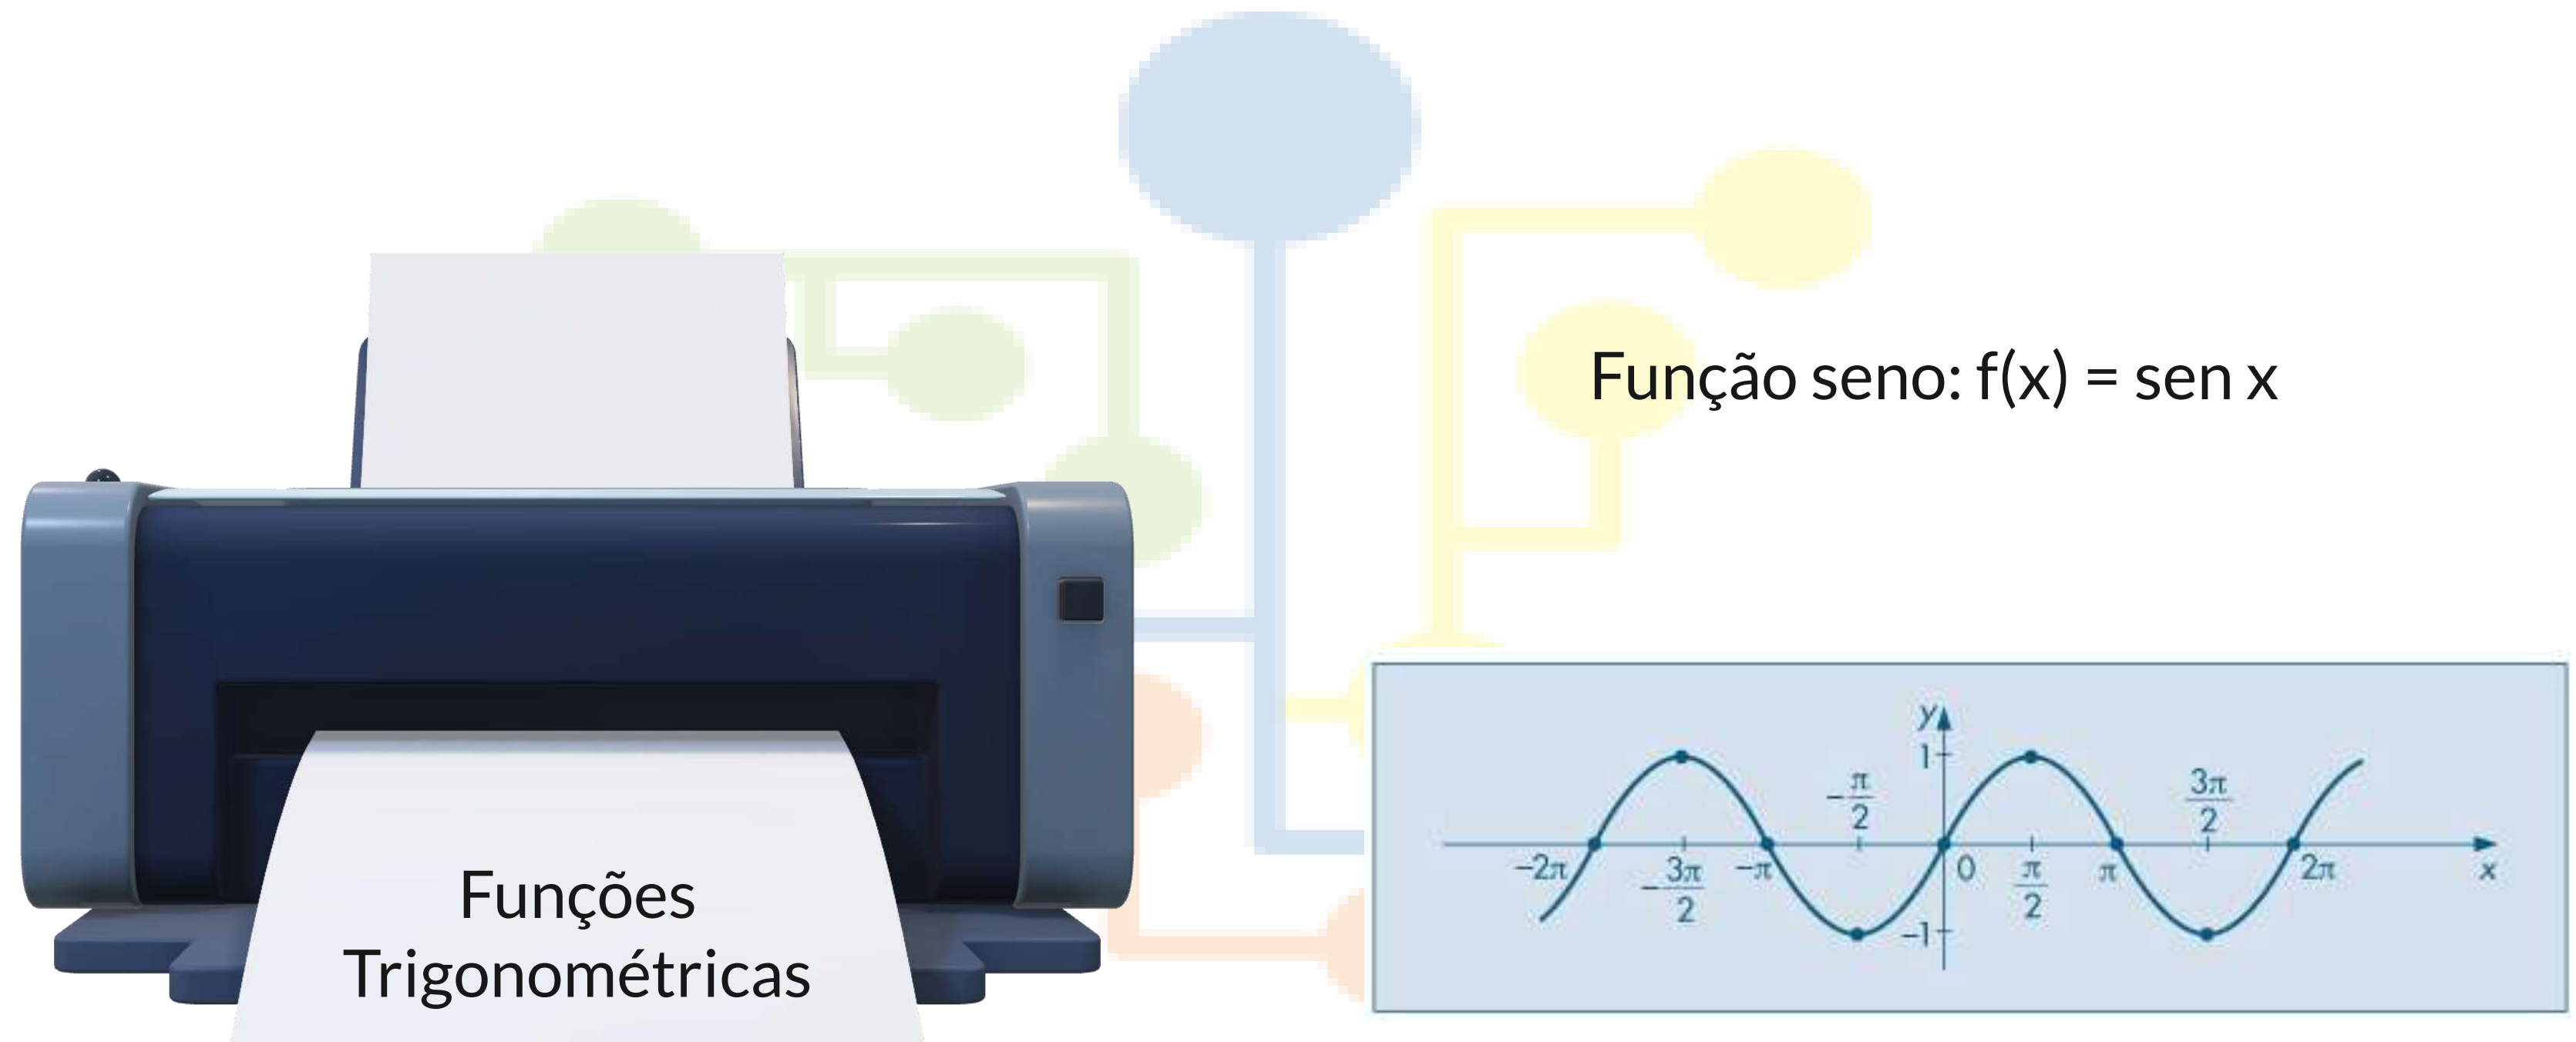 Função seno: f(x) = sen x
Funções
Trigonométricas
y
1
-π/2
3π/2
-2π
-3π/2
-π
0
π/2
π
2π
x
-1